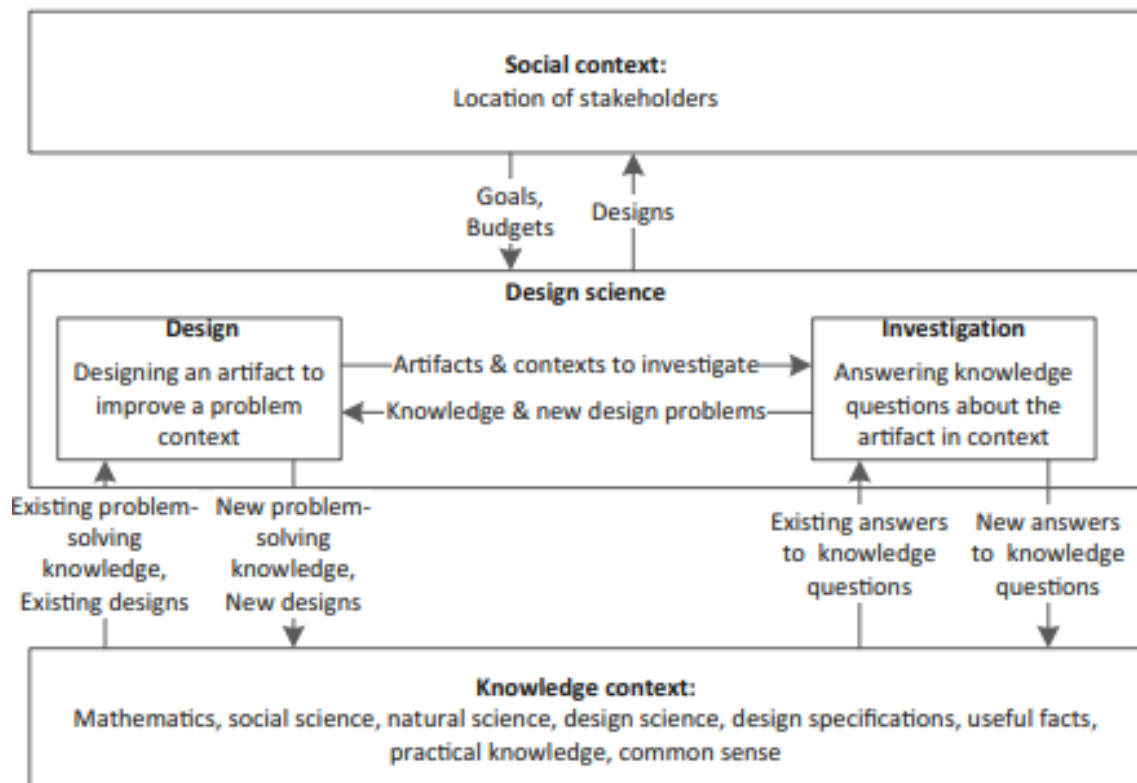 Social context:
Location of stakeholders
Goals,
Budgets
Designs
Design science
Design
Designing an artifact to
improve a problem
context
Artifacts & contexts to investigate
Knowledge & new design problems
Investigation
Answering knowledge
questions about the
artifact in context
Existing problem-
solving
knowledge,
Existing designs
New problem-
solving
knowledge,
New designs
Existing answers
to knowledge
questions
New answers
to knowledge
questions
Knowledge context:
Mathematics, social science, natural science, design science, design specifications, useful facts,
practical knowledge, common sense